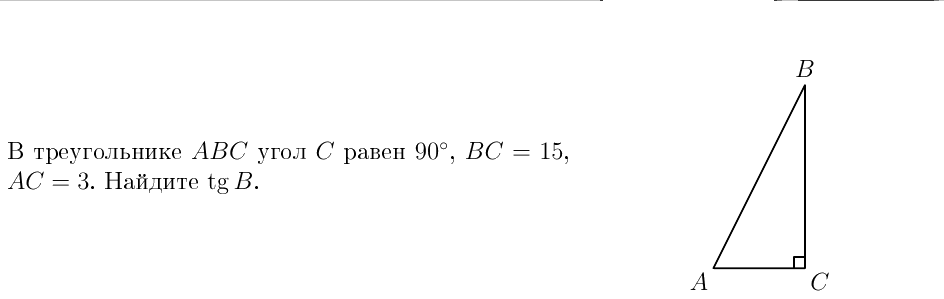 B
В треугольнике ABC угол C равен 90°, BC = 15,
AC = 3. Найдите tg B.
A
C